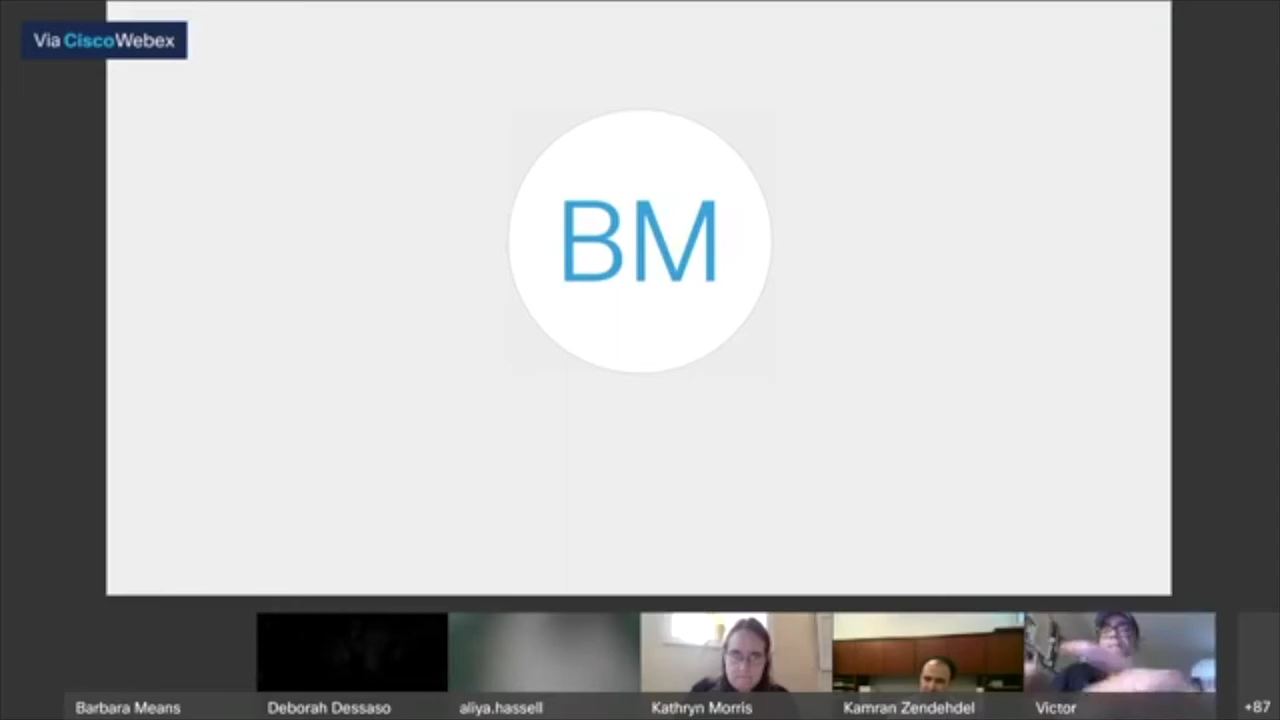 Via CiscoWebex
BM
Barbara Means
Deborah Dessaso
aliya.hassell
Kathryn Morris
Kamran Zendehdel
Victor
+87